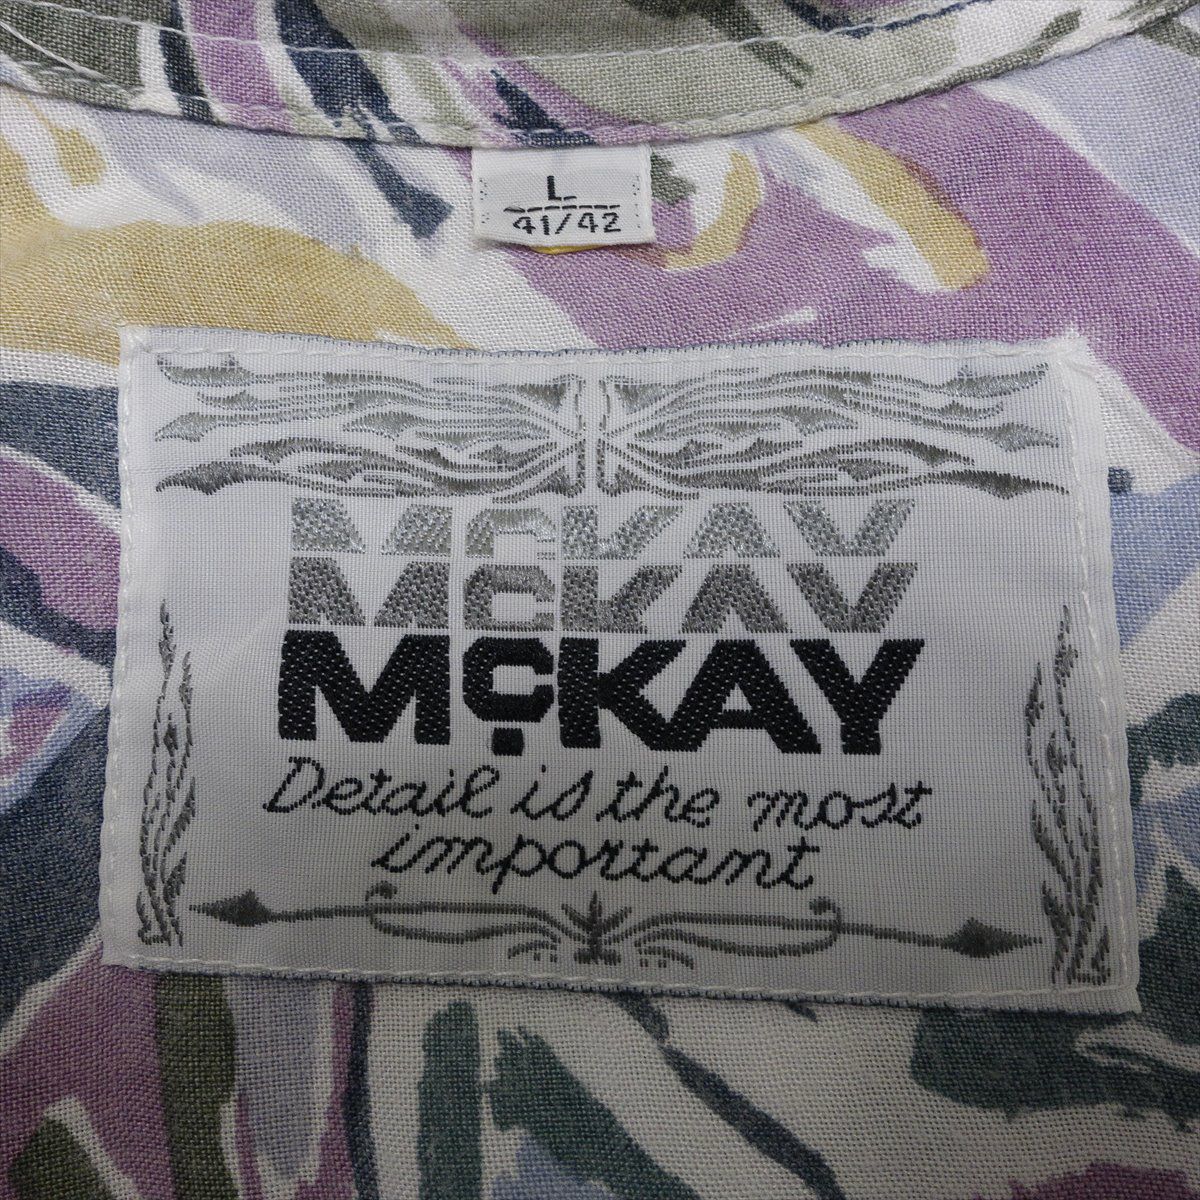 L
41/42
MCKAY
MCKAY
McKAY
Detail is the most
important